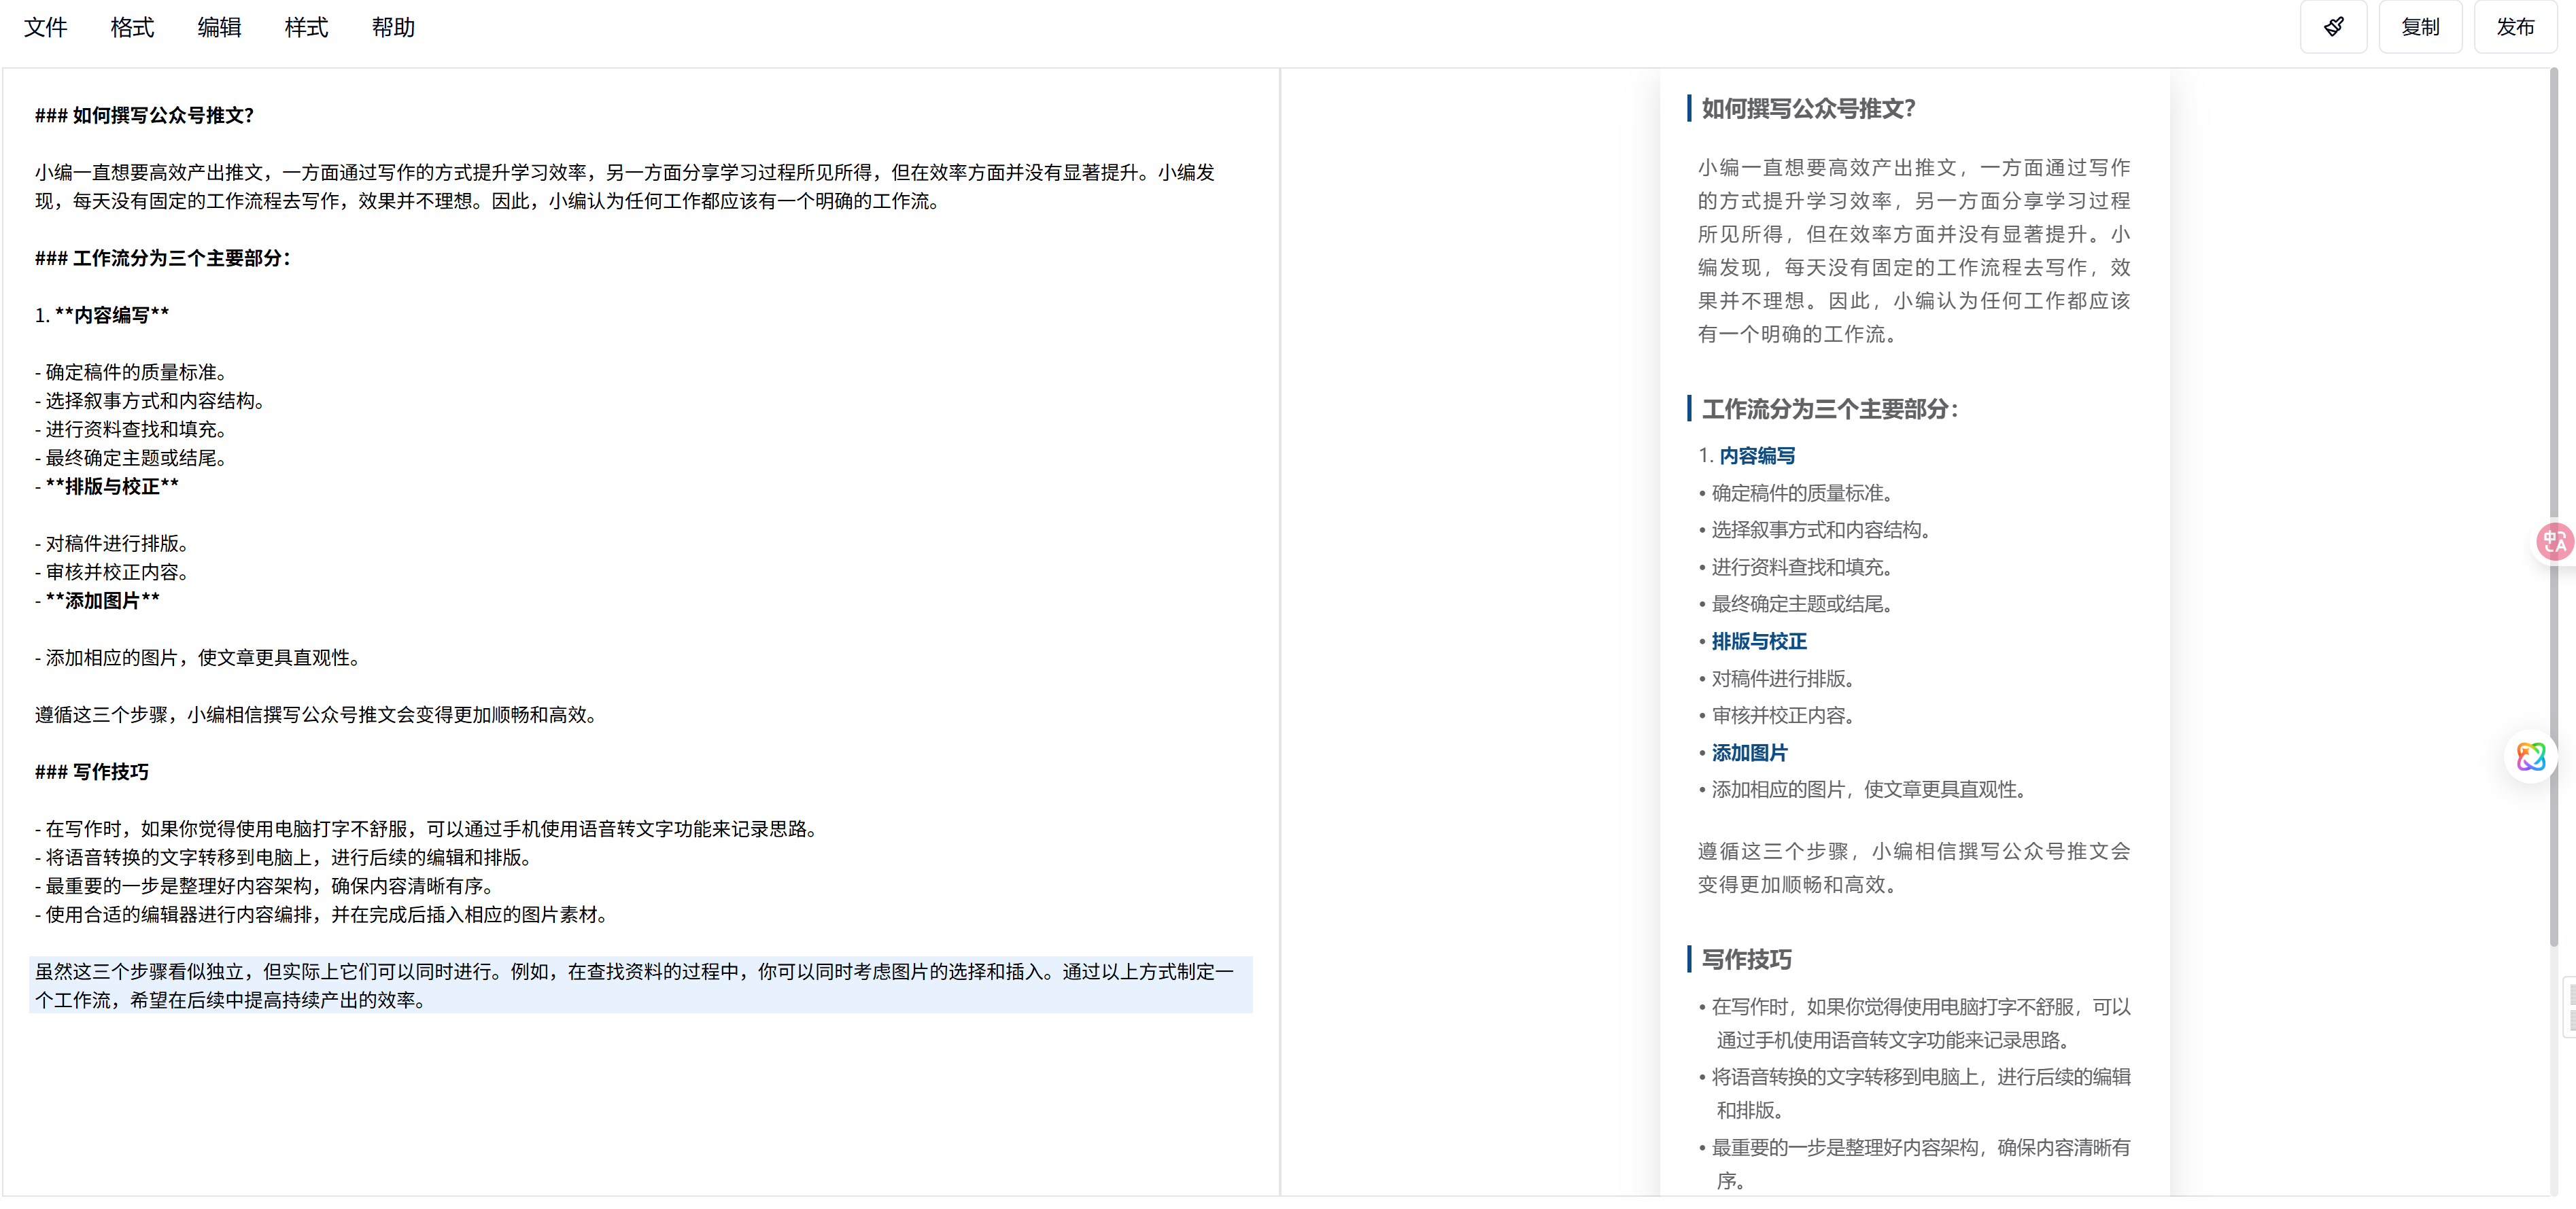 文件 格式 编辑 样式 帮助 复制 发布
### 如何撰写公众号推文？
小编一直想要高效产出推文，一方面通过写作的方式提升学习效率，另一方面分享学习过程所见所得，但在效率方面并没有显著提升。小编发
现，每天没有固定的工作流程去写作，效果并不理想。因此，小编认为任何工作都应该有一个明确的工作流。
### 工作流分为三个主要部分：
1. **内容编写**
- 确定稿件的质量标准。
- 选择叙事方式和内容结构。
- 进行资料查找和填充。
- 最终确定主题或结尾。
- **排版与校正**
- 对稿件进行排版。
- 审核并校正内容。
- **添加图片**
- 添加相应的图片，使文章更具直观性。
遵循这三个步骤，小编相信撰写公众号推文会变得更加顺畅和高效。
### 写作技巧
- 在写作时，如果你觉得使用电脑打字不舒服，可以通过手机使用语音转文字功能来记录思路。
- 将语音转换的文字转移到电脑上，进行后续的编辑和排版。
- 最重要的一步是整理好内容架构，确保内容清晰有序。
- 使用合适的编辑器进行内容编排，并在完成后插入相应的图片素材。
虽然这三个步骤看似独立，但实际上它们可以同时进行。例如，在查找资料的过程中，你可以同时考虑图片的选择和插入。通过以上方式制定一
个工作流，希望在后续中提高持续产出的效率。
如何撰写公众号推文？
小编一直想要高效产出推文，一方面通过写作
的方式提升学习效率，另一方面分享学习过程
所见所得，但在效率方面并没有显著提升。小
编发现，每天没有固定的工作流程去写作，效
果并不理想。因此，小编认为任何工作都应该
有一个明确的工作流。
工作流分为三个主要部分：
1. 内容编写
• 确定稿件的质量标准。
• 选择叙事方式和内容结构。
• 进行资料查找和填充。
• 最终确定主题或结尾。
• 排版与校正
• 对稿件进行排版。
• 审核并校正内容。
• 添加图片
• 添加相应的图片，使文章更具直观性。
遵循这三个步骤，小编相信撰写公众号推文会
变得更加顺畅和高效。
写作技巧
• 在写作时，如果你觉得使用电脑打字不舒服，可以
通过手机使用语音转文字功能来记录思路。
• 将语音转换的文字转移到电脑上，进行后续的编辑
和排版。
• 最重要的一步是整理好内容架构，确保内容清晰有
序。
中A